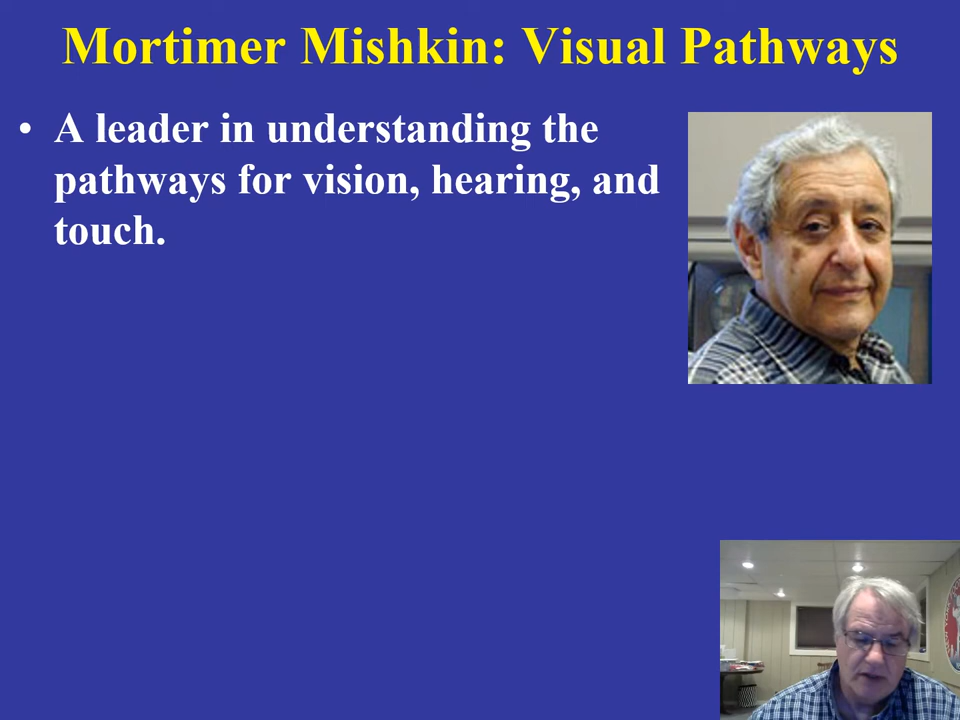 Mortimer Mishkin: Visual Pathways
• A leader in understanding the
pathways for vision, hearing, and
touch.